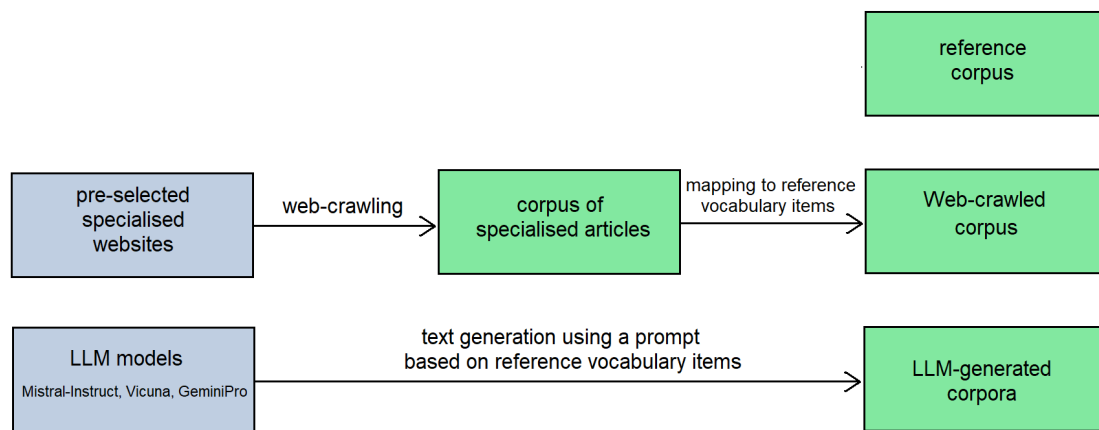 reference
corpus
pre-selected
specialised
websites
web-crawling
corpus of
specialised articles
mapping to reference
vocabulary items
Web-crawled
corpus
LLM models
Mistral-Instruct, Vicuna, GeminiPro
text generation using a prompt
based on reference vocabulary items
LLM-generated
corpora